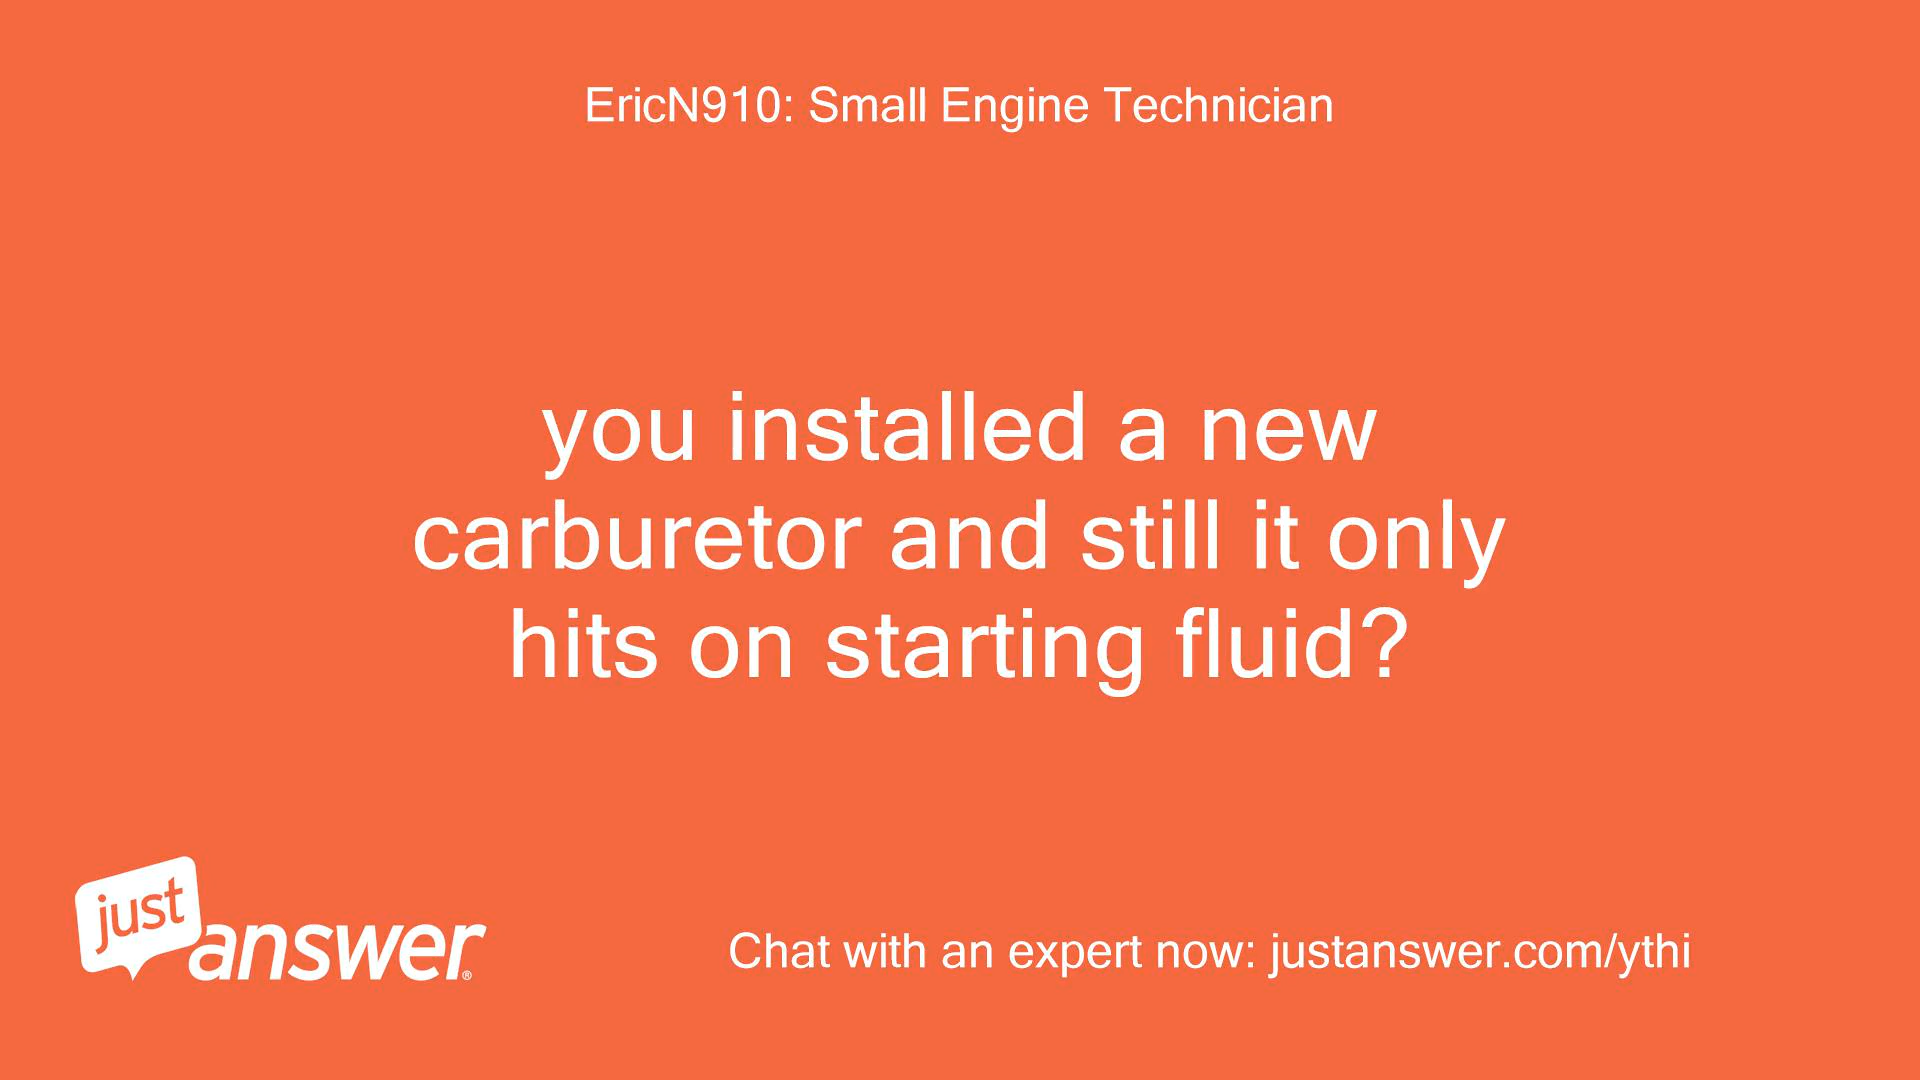 EricN910: Small Engine Technician
you installed a new
carburetor and still it only
hits on starting fluid?
just
answer®
Chat with an expert now: justanswer.com/ythi